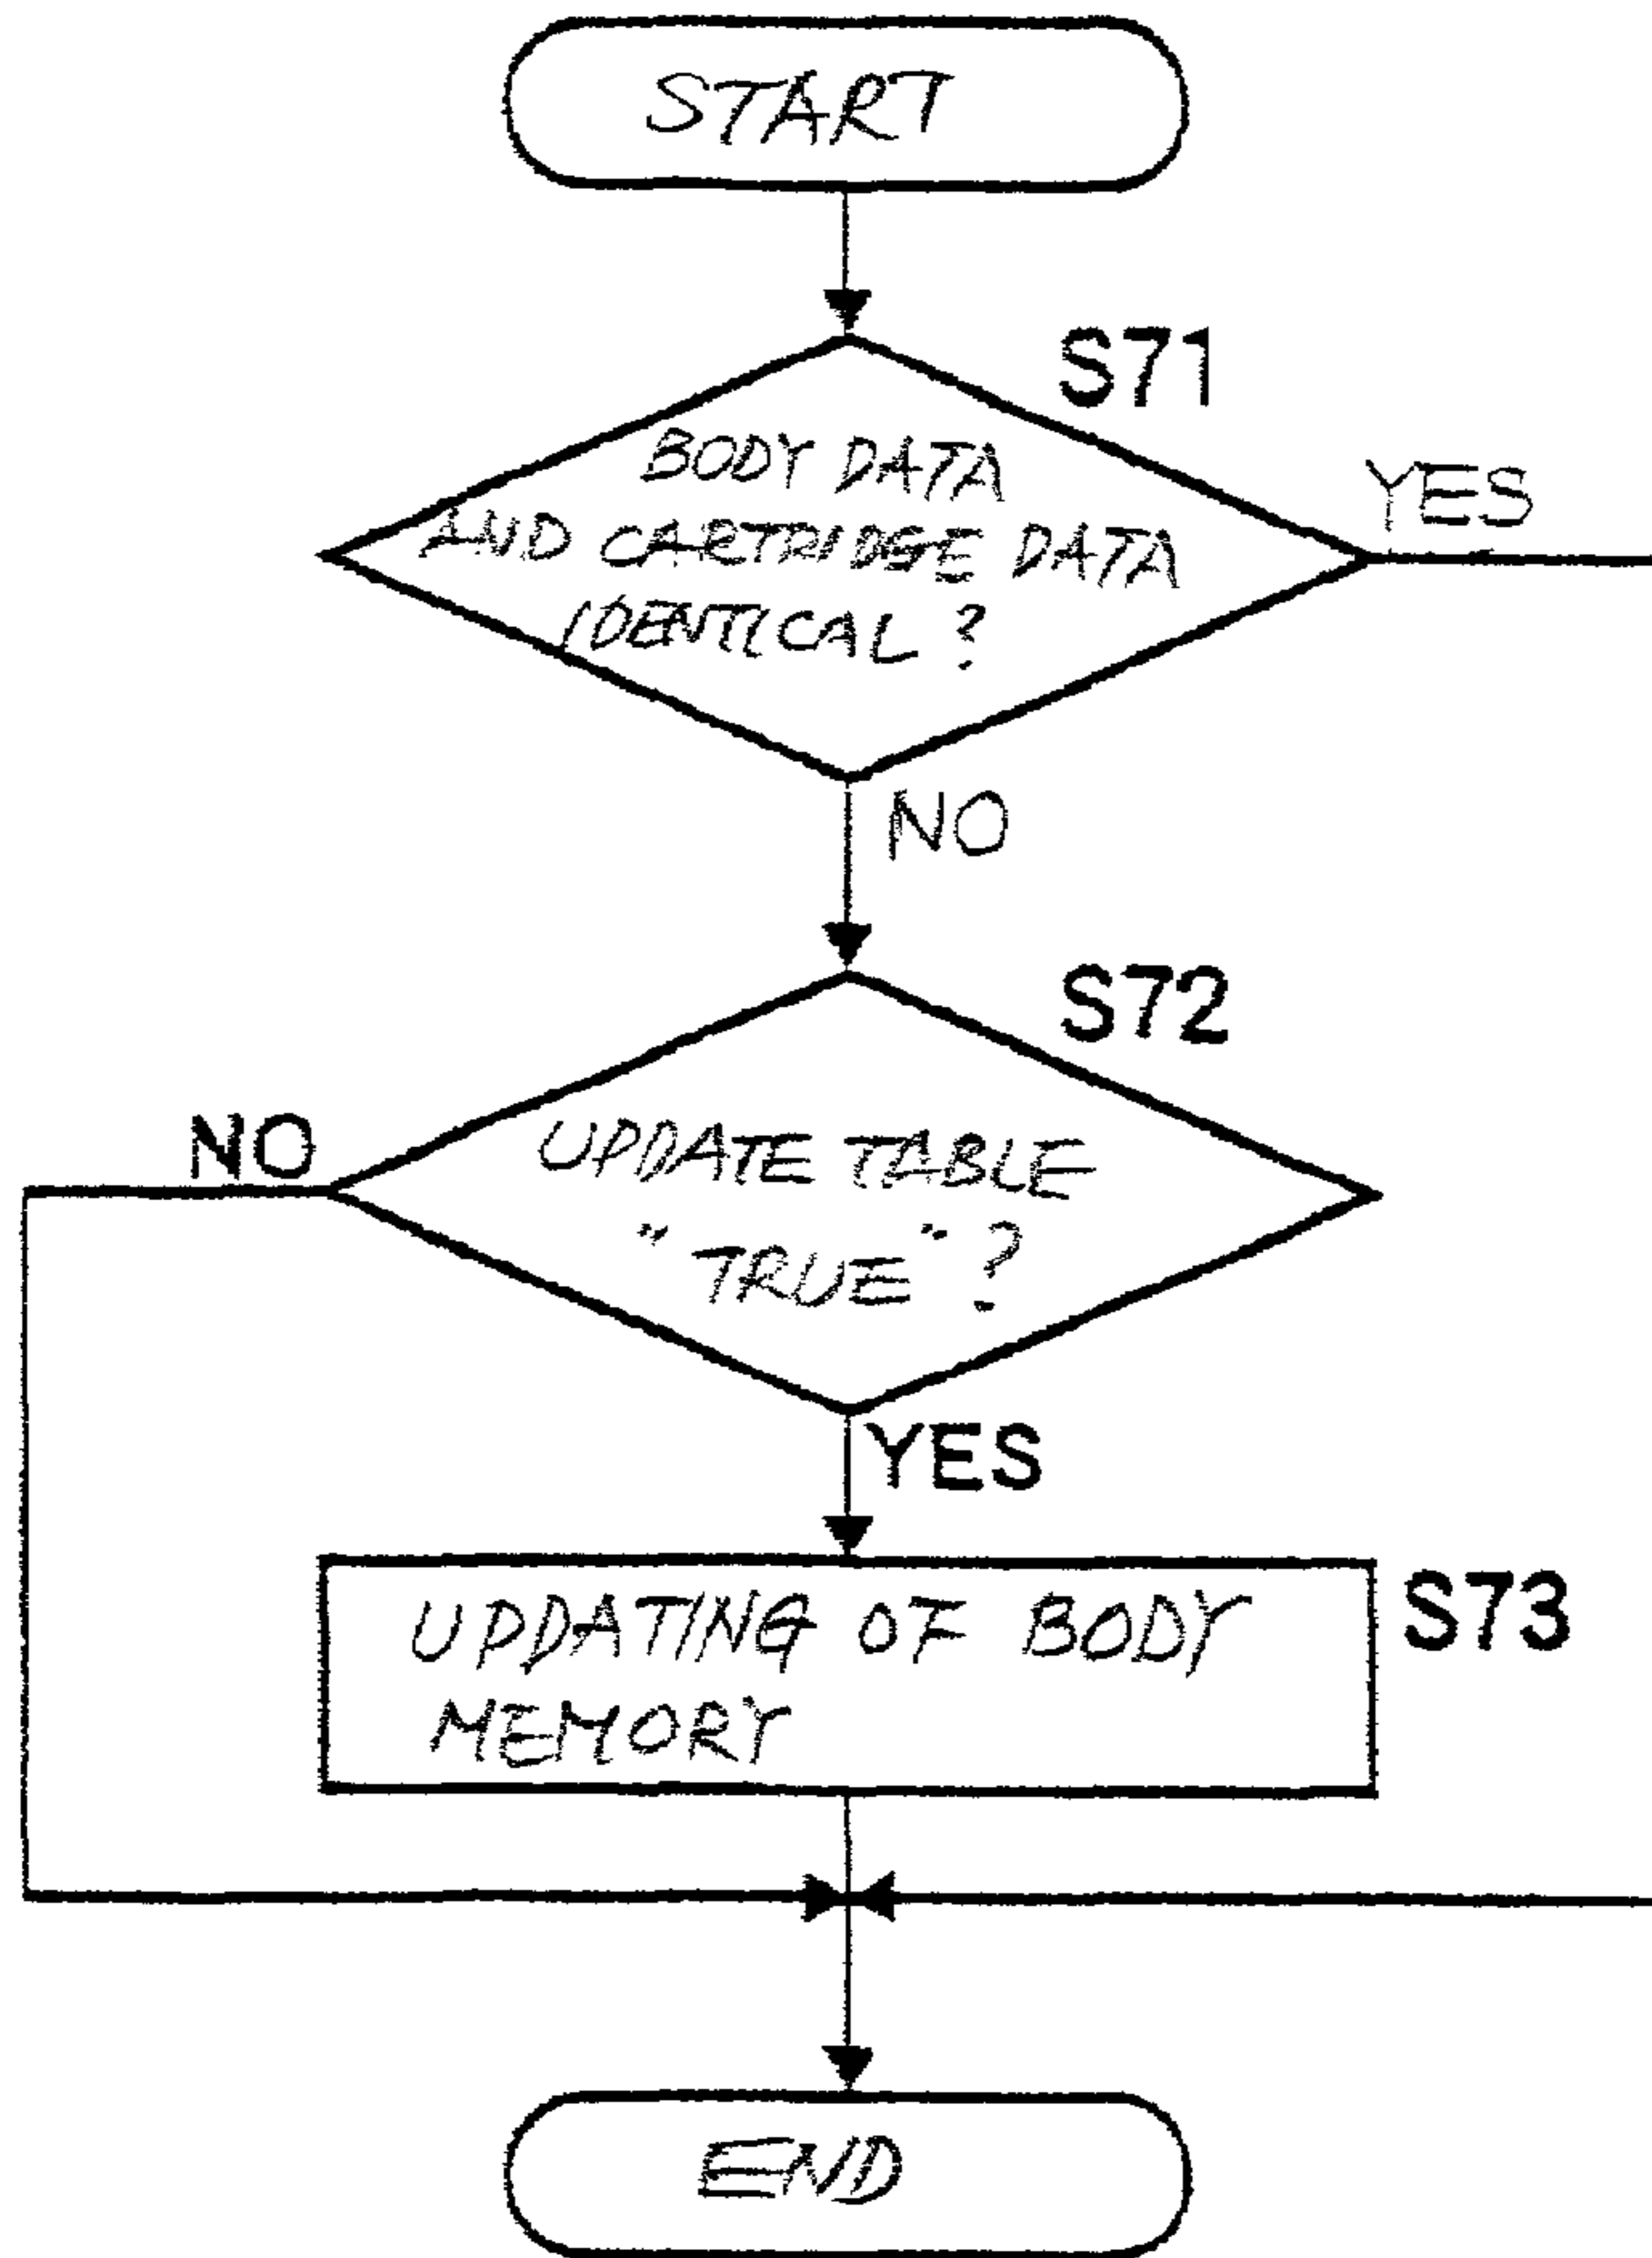 START
S71
BODY DATA
AND CARTRIDGE DATA
IDENTICAL ?
YES
NO
S72
NO
UPDATE TABLE
"TRUE" ?
YES
UPDATING OF BODY
MEMORY
S73
END